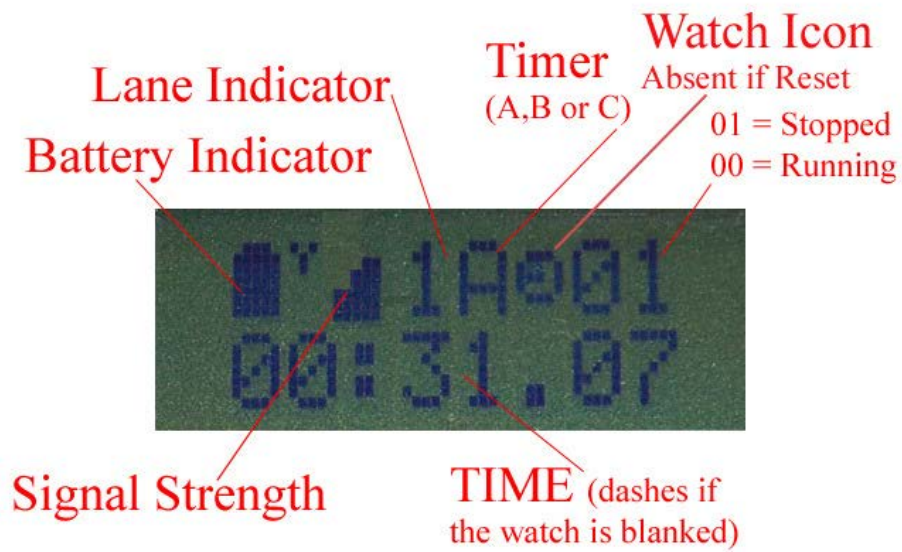 Watch Icon
Absent if Reset
01 = Stopped
00 = Running
Timer
(A,B or C)
Lane Indicator
Battery Indicator
1A 01
00:31.07
Signal Strength
TIME (dashes if
the watch is blanked)